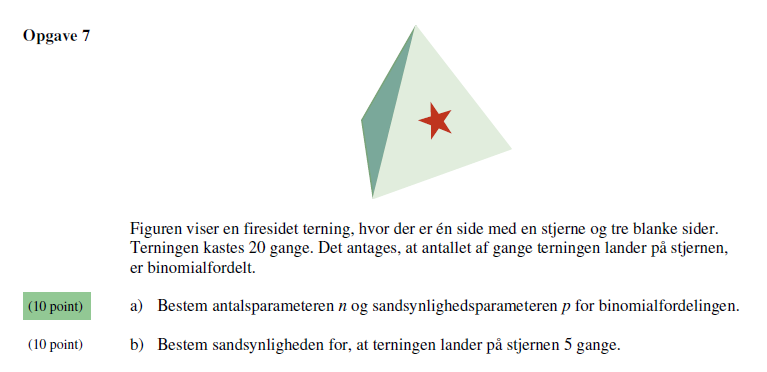 Opgave 7
Figuren viser en firesidet terning, hvor der er én side med en stjerne og tre blanke sider.
Terningen kastes 20 gange. Det antages, at antallet af gange terningen lander på stjernen,
er binomialfordelt.
(10 point) a) Bestem antalsparameteren n og sandsynlighedsparameteren p for binomialfordelingen.
(10 point) b) Bestem sandsynligheden for, at terningen lander på stjernen 5 gange.